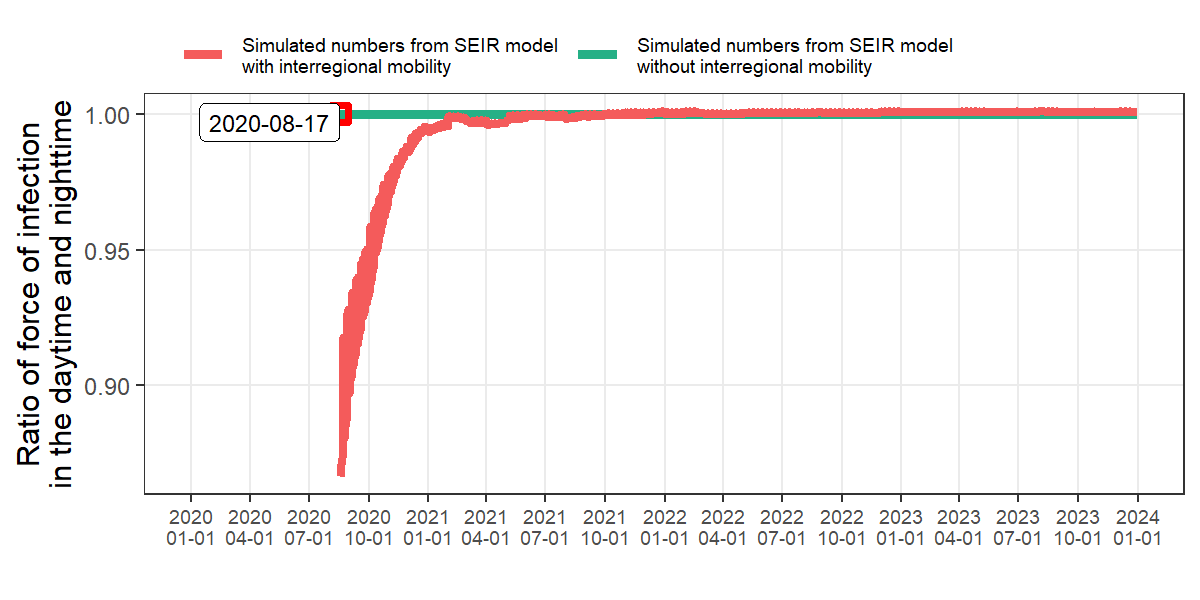 Simulated numbers from SEIR model
with interregional mobility
Simulated numbers from SEIR model
without interregional mobility
Ratio of force of infection
in the daytime and nighttime
1.00
0.95
0.90
2020-08-17
2020 2020 2020 2020 2021 2021 2021 2021 2022 2022 2022 2022 2023 2023 2023 2023 2024
01-01 04-01 07-01 10-01 01-01 04-01 07-01 10-01 01-01 04-01 07-01 10-01 01-01 04-01 07-01 10-01 01-01